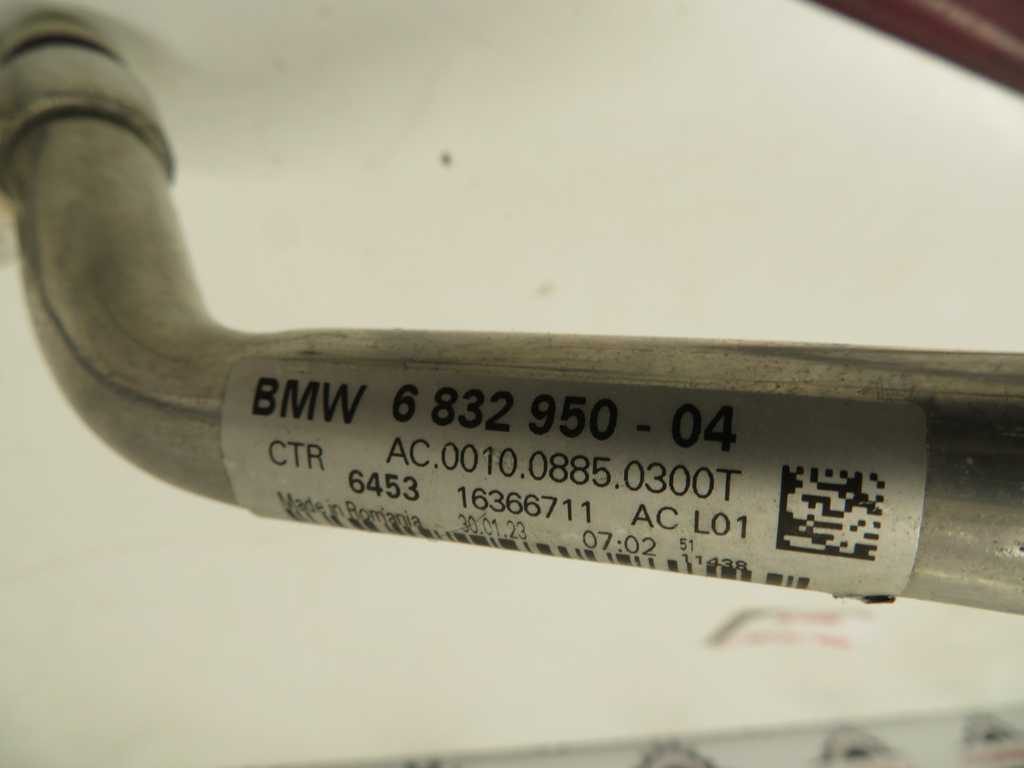 BMW 6 832 950 - 04
CTR AC.0010.0885.0300T
6453 16366711 AC L01
Made in Romania 30.01.23 07:02 51 11438